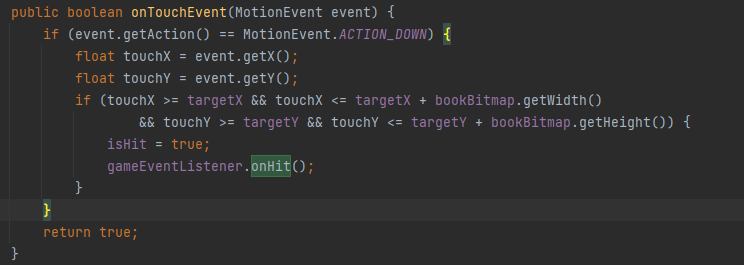 public boolean onTouchEvent(MotionEvent event) {
    if (event.getAction() == MotionEvent.ACTION_DOWN) {
        float touchX = event.getX();
        float touchY = event.getY();
        if (touchX >= targetX && touchX <= targetX + bookBitmap.getWidth()
                && touchY >= targetY && touchY <= targetY + bookBitmap.getHeight()) {
            isHit = true;
            gameEventListener.onHit();
        }
    }
    return true;
}